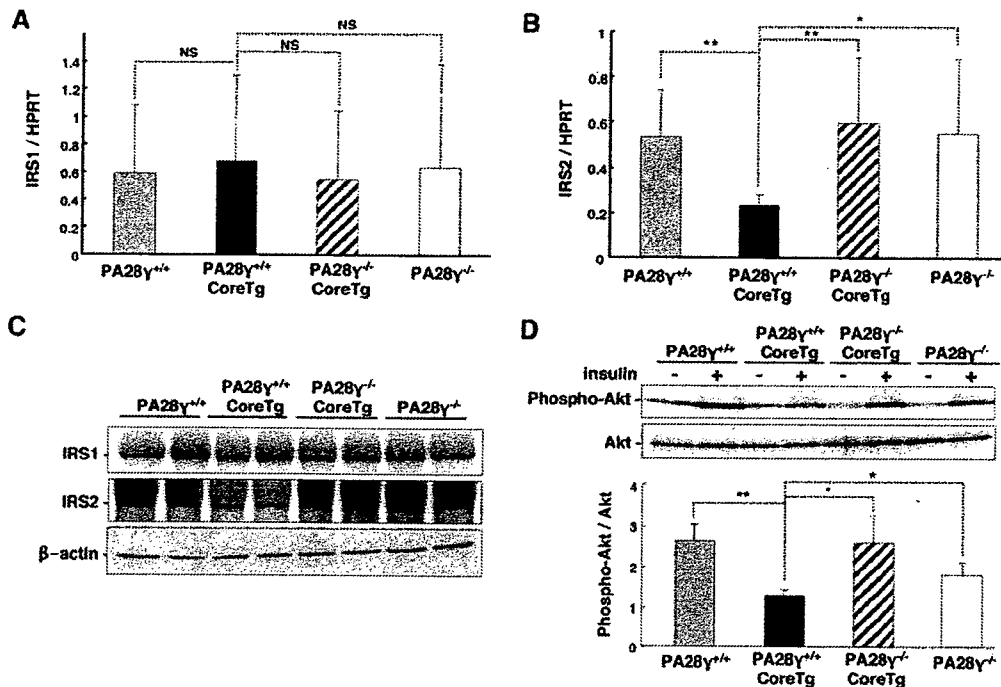 A
IRS1 / HPRT
1.4
1.2
1
0.8
0.6
0.4
0.2
0
NS
NS
NS
PA28γ+/+
PA28γ+/+ CoreTg
PA28γ-/- CoreTg
PA28γ-/-
B
IRS2 / HPRT
1
0.8
0.6
0.4
0.2
0
**
**
*
PA28γ+/+
PA28γ+/+ CoreTg
PA28γ-/- CoreTg
PA28γ-/-
C
PA28γ+/+
PA28γ+/+ CoreTg
PA28γ-/- CoreTg
PA28γ-/-
IRS1
IRS2
β-actin
D
PA28γ+/+
PA28γ+/+ CoreTg
PA28γ-/- CoreTg
PA28γ-/-
insulin - + - + - + - +
Phospho-Akt
Akt
Phospho-Akt / Akt
4
3
2
1
0
**
*
*
PA28γ+/+
PA28γ+/+ CoreTg
PA28γ-/- CoreTg
PA28γ-/-